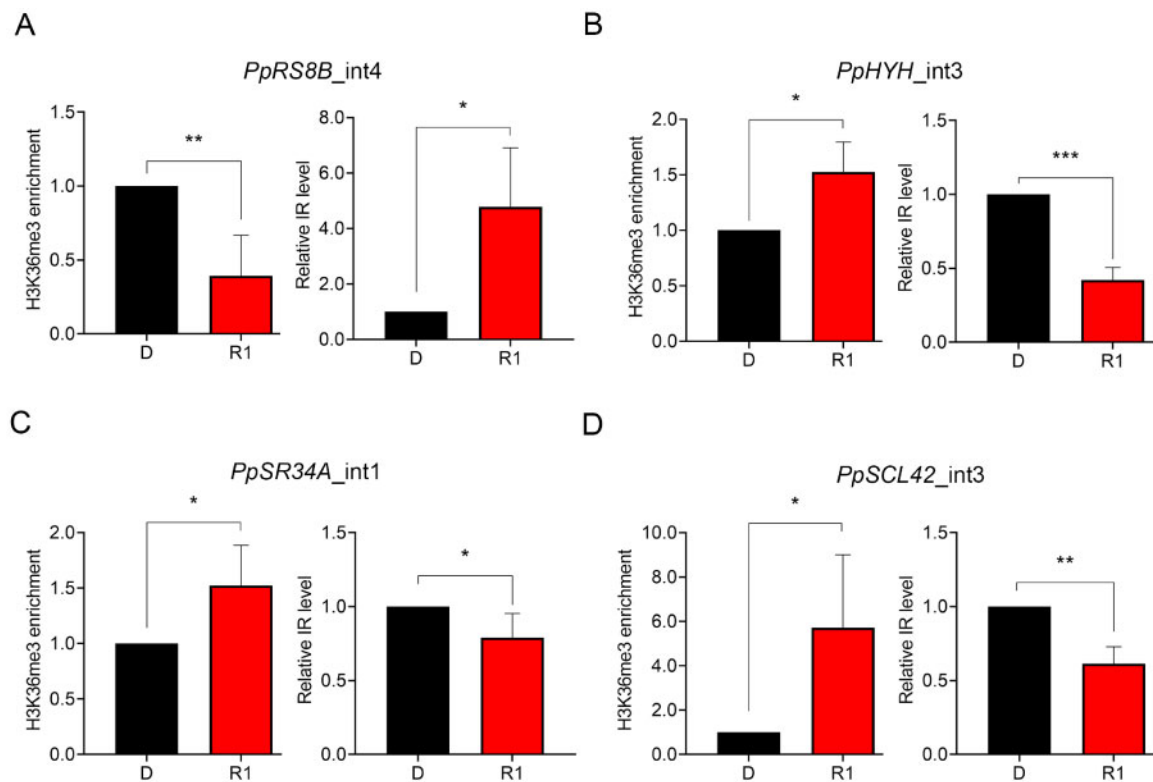 A
PpRS8B_int4
H3K36me3 enrichment
1.5
1.0
0.5
0.0
**
D R1
Relative IR level
8.0
6.0
4.0
2.0
0.0
*
D R1
B
PpHYH_int3
H3K36me3 enrichment
2.0
1.5
1.0
0.5
0.0
*
D R1
Relative IR level
1.5
1.0
0.5
0.0
***
D R1
C
PpSR34A_int1
H3K36me3 enrichment
2.0
1.5
1.0
0.5
0.0
*
D R1
Relative IR level
1.5
1.0
0.5
0.0
*
D R1
D
PpSCL42_int3
H3K36me3 enrichment
10.0
8.0
6.0
4.0
2.0
0.0
*
D R1
Relative IR level
1.5
1.0
0.5
0.0
**
D R1